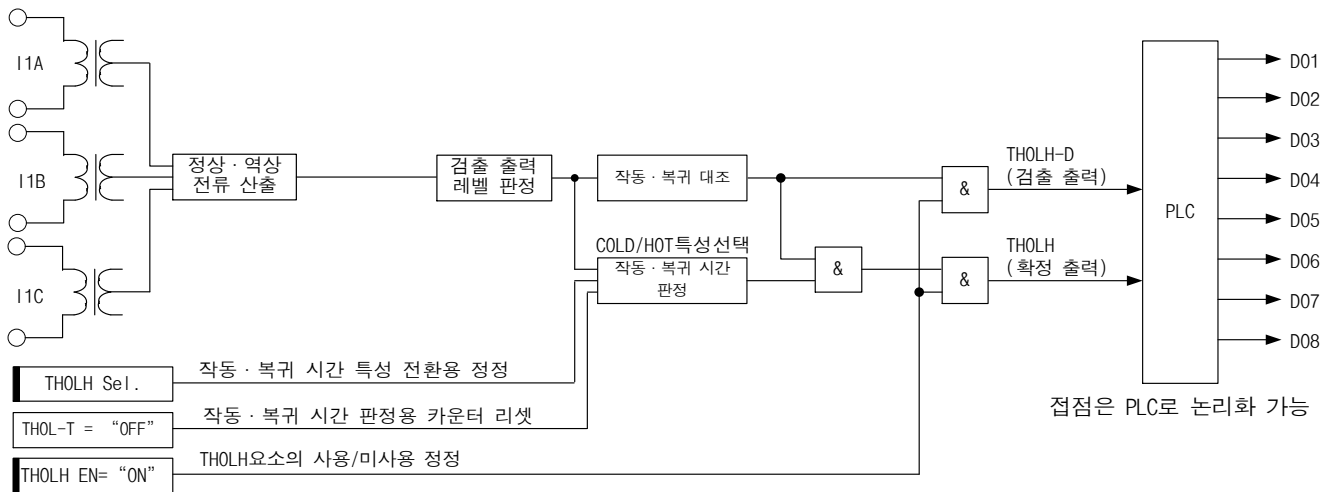 I1A
I1B
I1C
정상·역상
전류 산출
검출 출력
레벨 판정
작동·복귀 대조
COLD/HOT특성선택
작동·복귀 시간
판정
&
&
&
THOLH-D
(검출 출력)
THOLH
(확정 출력)
PLC
D01
D02
D03
D04
D05
D06
D07
D08
접점은 PLC로 논리화 가능
THOLH Sel.
작동·복귀 시간 특성 전환용 정정
THOL-T = “OFF”
작동·복귀 시간 판정용 카운터 리셋
THOLH EN= “ON”
THOLH요소의 사용/미사용 정정